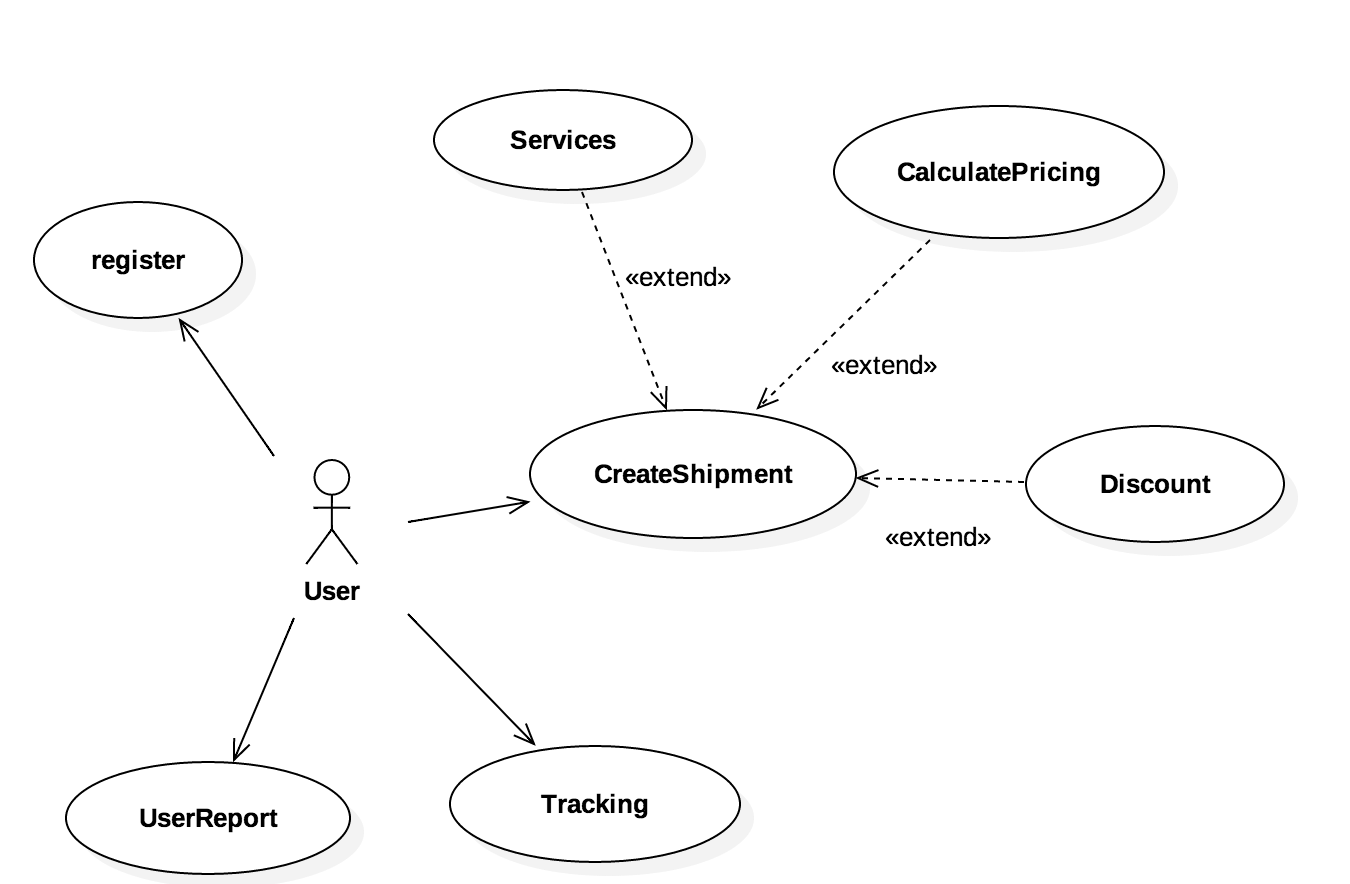 Services
CalculatePricing
register
«extend»
«extend»
CreateShipment
Discount
«extend»
User
Tracking
UserReport